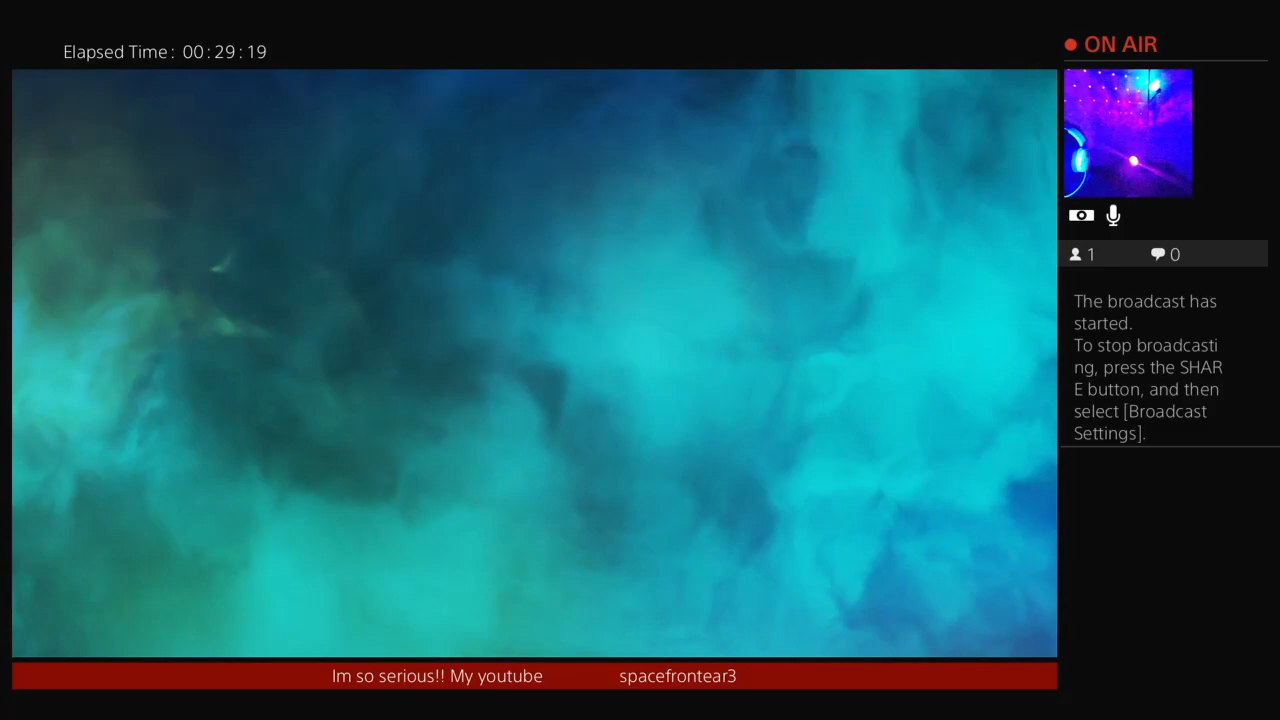 Elapsed Time: 00:29:19
ON AIR
1 0
The broadcast has
started.
To stop broadcasti
ng, press the SHAR
E button, and then
select [Broadcast
Settings].
Im so serious!! My youtube spacefrontear3